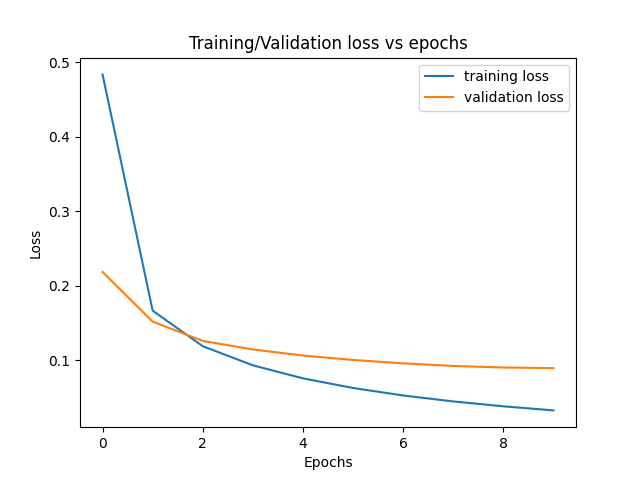 Training/Validation loss vs epochs
training loss
validation loss
0.5
0.4
0.3
0.2
0.1
Loss
0 2 4 6 8
Epochs